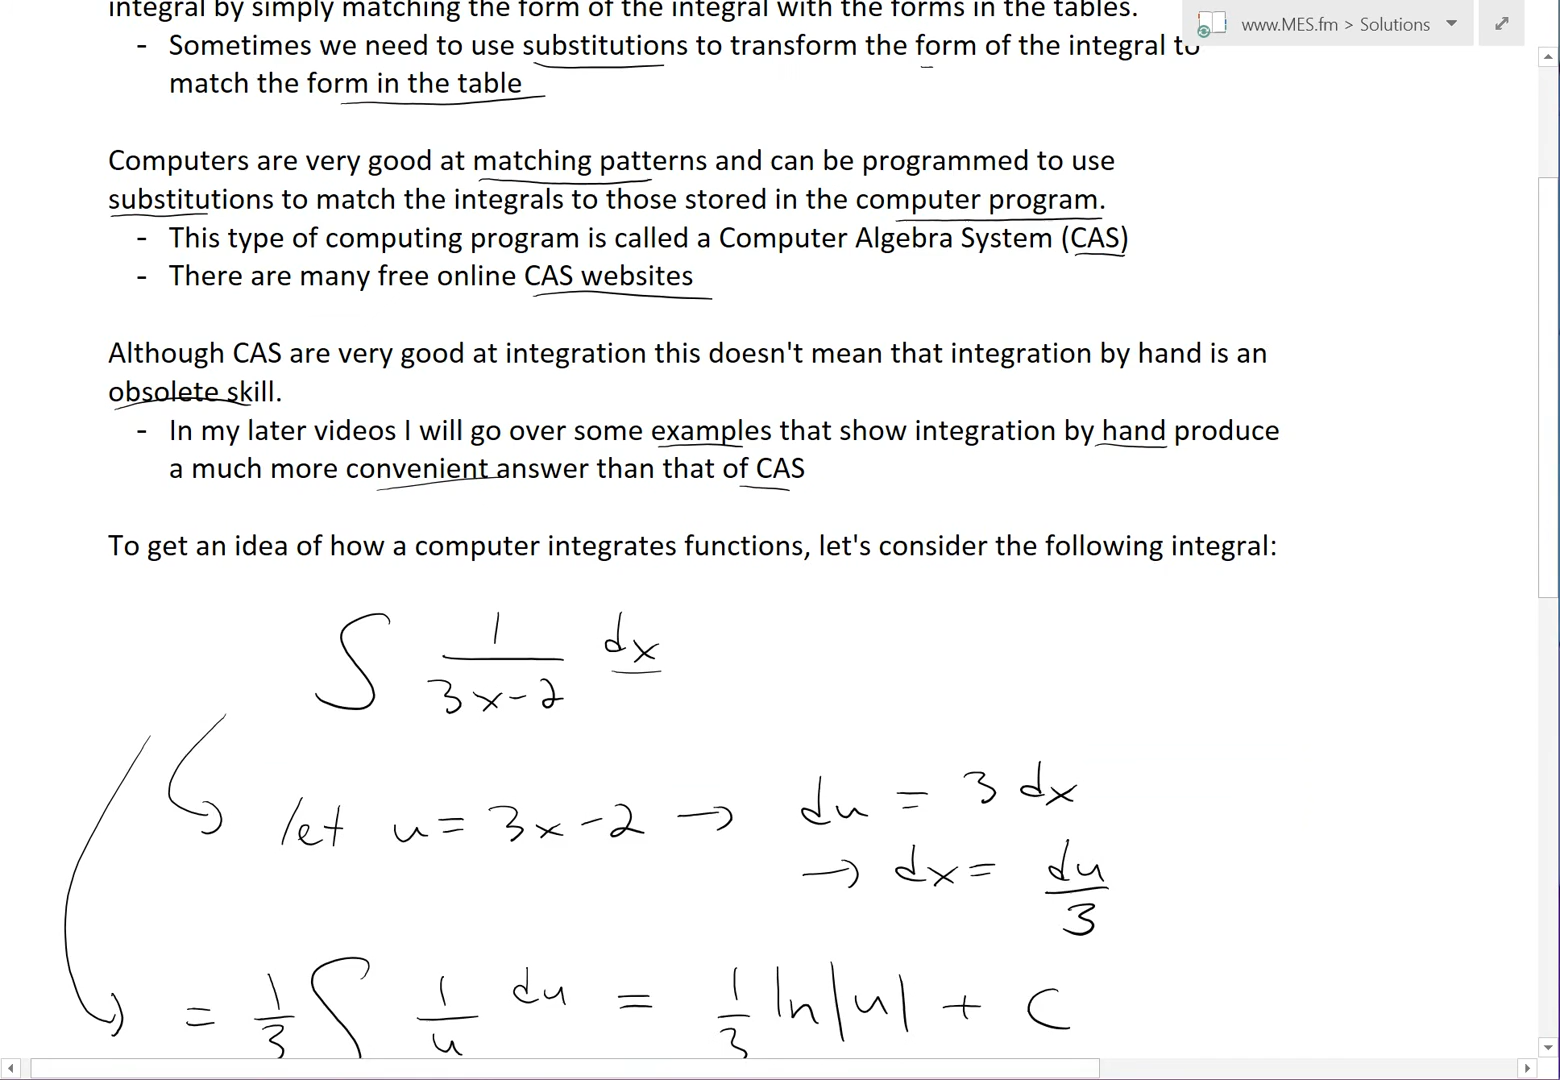 integral by simply matching the form of the integral with the forms in the tables.
www.MES.fm > Solutions
- Sometimes we need to use substitutions to transform the form of the integral to
match the form in the table
Computers are very good at matching patterns and can be programmed to use
substitutions to match the integrals to those stored in the computer program.
- This type of computing program is called a Computer Algebra System (CAS)
- There are many free online CAS websites
Although CAS are very good at integration this doesn't mean that integration by hand is an
obsolete skill.
- In my later videos I will go over some examples that show integration by hand produce
a much more convenient answer than that of CAS
To get an idea of how a computer integrates functions, let's consider the following integral:
∫ 1/(3x-2) dx
let u = 3x - 2 → du = 3 dx
→ dx = du/3
= 1/3 ∫ 1/u du = 1/3 ln|u| + C